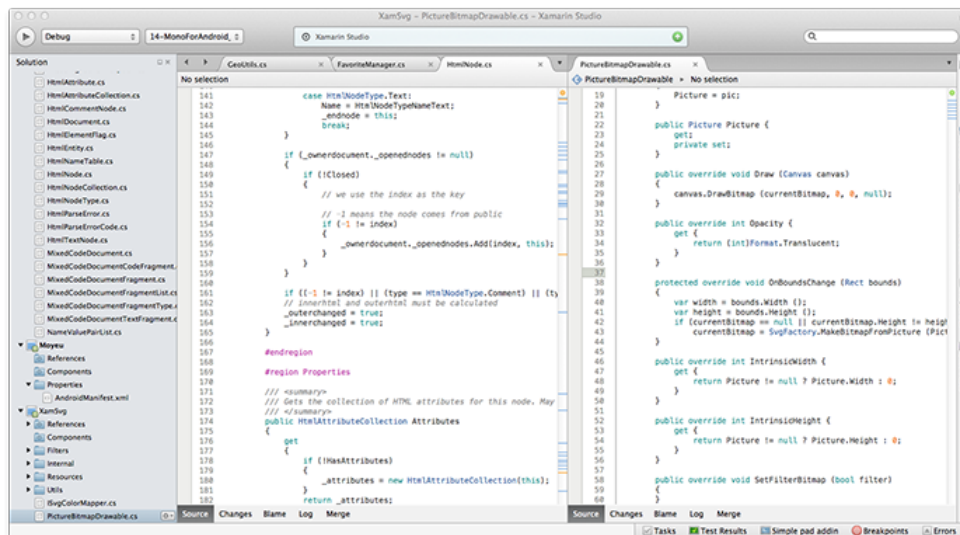 XamSvg - PictureBitmapDrawable.cs - Xamarin Studio
Debug
14-MonoForAndroid_
Xamarin Studio
Solution
HtmlAttribute.cs
HtmlAttributeCollection.cs
HtmlCommentNode.cs
HtmlDocument.cs
HtmlElementFlag.cs
HtmlEntity.cs
HtmlNameTable.cs
HtmlNode.cs
HtmlNodeCollection.cs
HtmlNodeType.cs
HtmlParseError.cs
HtmlParseErrorCode.cs
HtmlTextNode.cs
MixedCodeDocument.cs
MixedCodeDocumentCodeFragment.
MixedCodeDocumentFragment.cs
MixedCodeDocumentFragmentList.cs
MixedCodeDocumentFragmentType.
MixedCodeDocumentTextFragment.
NameValuePairList.cs
Moyeu
References
Components
Properties
AndroidManifest.xml
XamSvg
References
Components
Filters
Internal
Resources
Utils
ISvgColorMapper.cs
PictureBitmapDrawable.cs
GeoUtils.cs
FavoriteManager.cs
HtmlNode.cs
No selection
141 case HtmlNodeType.Text:
142 Name = HtmlNodeTypeNameText;
143 _endnode = this;
144 break;
145 }
146
147 if (_ownerdocument._openednodes != null)
148 {
149 if (!Closed)
150 {
151 // we use the index as the key
152
153 // -1 means the node comes from public
154 if (-1 != index)
155 {
156 _ownerdocument._openednodes.Add(index, this);
157 }
158 }
159 }
160
161 if ((-1 != index) || (type == HtmlNodeType.Comment) || (ty
162 // innerhtml and outerhtml must be calculated
163 _outerchanged = true;
164 _innerchanged = true;
165 }
166
167 #endregion
168
169 #region Properties
170
171 /// <summary>
172 /// Gets the collection of HTML attributes for this node. May
173 /// </summary>
174 public HtmlAttributeCollection Attributes
175 {
176 get
177 {
178 if (!HasAttributes)
179 {
180 _attributes = new HtmlAttributeCollection(this);
181 }
182 return _attributes;
Source Changes Blame Log Merge
PictureBitmapDrawable.cs
PictureBitmapDrawable No selection
19 Picture = pic;
20 }
21
22 public Picture Picture {
23 get;
24 private set;
25 }
26
27 public override void Draw (Canvas canvas)
28 {
29 canvas.DrawBitmap (currentBitmap, 0, 0, null);
30 }
31
32 public override int Opacity {
33 get {
34 return (int)Format.Translucent;
35 }
36 }
37
38 protected override void OnBoundsChange (Rect bounds)
39 {
40 var width = bounds.Width ();
41 var height = bounds.Height ();
42 if (currentBitmap == null || currentBitmap.Height != heigh
43 currentBitmap = SvgFactory.MakeBitmapFromPicture (Pict
44 }
45
46 public override int IntrinsicWidth {
47 get {
48 return Picture != null ? Picture.Width : 0;
49 }
50 }
51
52 public override int IntrinsicHeight {
53 get {
54 return Picture != null ? Picture.Height : 0;
55 }
56 }
57
58 public override void SetFilterBitmap (bool filter)
59 {
60 }
Source Changes Blame Log Merge
Tasks Test Results Simple pad addin Breakpoints Errors